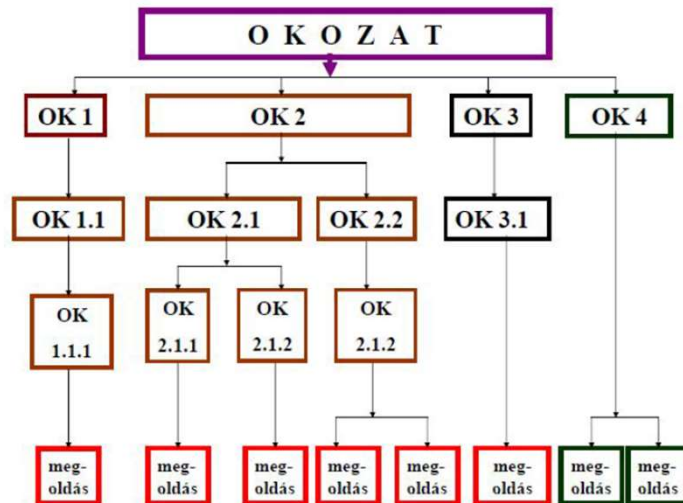 O K O Z A T
OK 1
OK 2
OK 3
OK 4
OK 1.1
OK 2.1
OK 2.2
OK 3.1
OK
1.1.1
OK
2.1.1
OK
2.1.2
OK
2.1.2
meg-
oldás
meg-
oldás
meg-
oldás
meg-
oldás
meg-
oldás
meg-
oldás
meg-
oldás
meg-
oldás